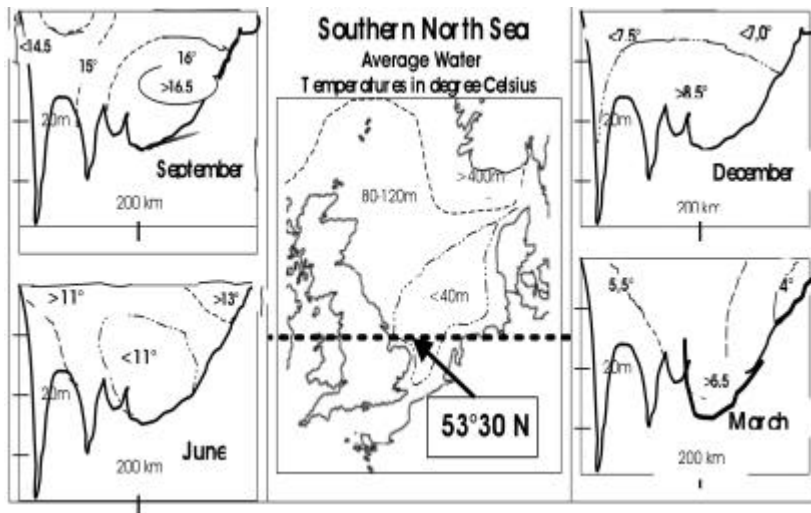 Southern North Sea
Average Water
Temperatures in degree Celsius
<14.5
15°
16°
>16.5
20m
September
200 km
>11°
>13°
<11°
20m
June
200 km
80-120m
>400m
<40m
53°30 N
<7.5°
<7,0°
>8.5°
20m
December
200 km
5,5°
4°
>6.5
20m
March
200 km